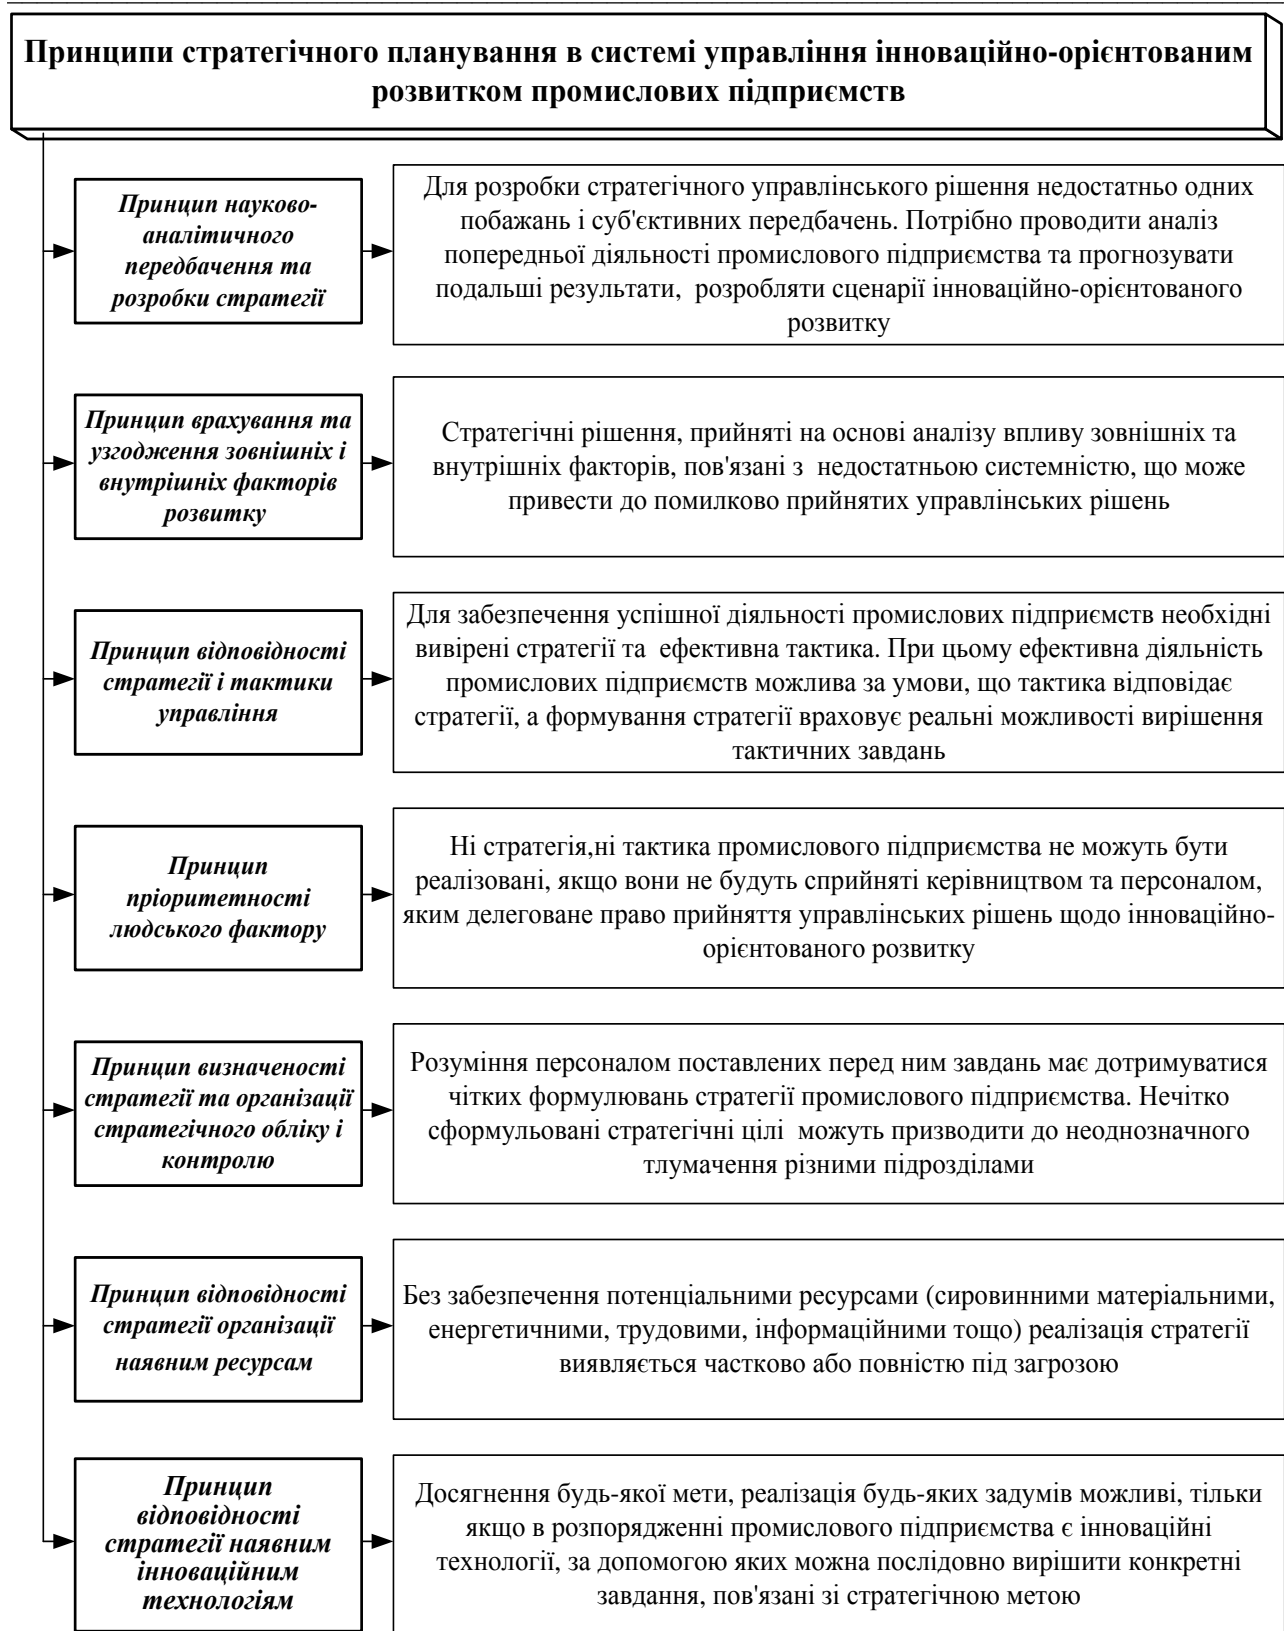 Принципи стратегічного планування в системі управління інноваційно-орієнтованим
розвитком промислових підприємств
Принцип науково-
аналітичного
передбачення та
розробки стратегії
Для розробки стратегічного управлінського рішення недостатньо одних
побажань і суб'єктивних передбачень. Потрібно проводити аналіз
попередньої діяльності промислового підприємства та прогнозувати
подальші результати,  розробляти сценарії інноваційно-орієнтованого
розвитку
Принцип врахування та
узгодження зовнішніх і
внутрішніх факторів
розвитку
Стратегічні рішення, прийняті на основі аналізу впливу зовнішніх та
внутрішніх факторів, пов'язані з  недостатньою системністю, що може
привести до помилково прийнятих управлінських рішень
Принцип відповідності
стратегії і тактики
управління
Для забезпечення успішної діяльності промислових підприємств необхідні
вивірені стратегії та  ефективна тактика. При цьому ефективна діяльність
промислових підприємств можлива за умови, що тактика відповідає
стратегії, а формування стратегії враховує реальні можливості вирішення
тактичних завдань
Принцип
пріоритетності
людського фактору
Ні стратегія,ні тактика промислового підприємства не можуть бути
реалізовані, якщо вони не будуть сприйняті керівництвом та персоналом,
яким делеговане право прийняття управлінських рішень щодо інноваційно-
орієнтованого розвитку
Принцип визначеності
стратегії та організації
стратегічного обліку і
контролю
Розуміння персоналом поставлених перед ним завдань має дотримуватися
чітких формулювань стратегії промислового підприємства. Нечітко
сформульовані стратегічні цілі  можуть призводити до неоднозначного
тлумачення різними підрозділами
Принцип відповідності
стратегії організації
наявним ресурсам
Без забезпечення потенціальними ресурсами (сировинними матеріальними,
енергетичними, трудовими, інформаційними тощо) реалізація стратегії
виявляється частково або повністю під загрозою
Принцип
відповідності
стратегії наявним
інноваційним
технологіям
Досягнення будь-якої мети, реалізація будь-яких задумів можливі, тільки
якщо в розпорядженні промислового підприємства є інноваційні
технології, за допомогою яких можна послідовно вирішити конкретні
завдання, пов'язані зі стратегічною метою